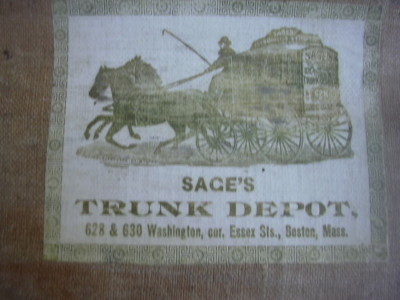 SAGE'S
TRUNK DEPOT,
628 & 630 Washington, cor. Essex Sts., Boston, Mass.